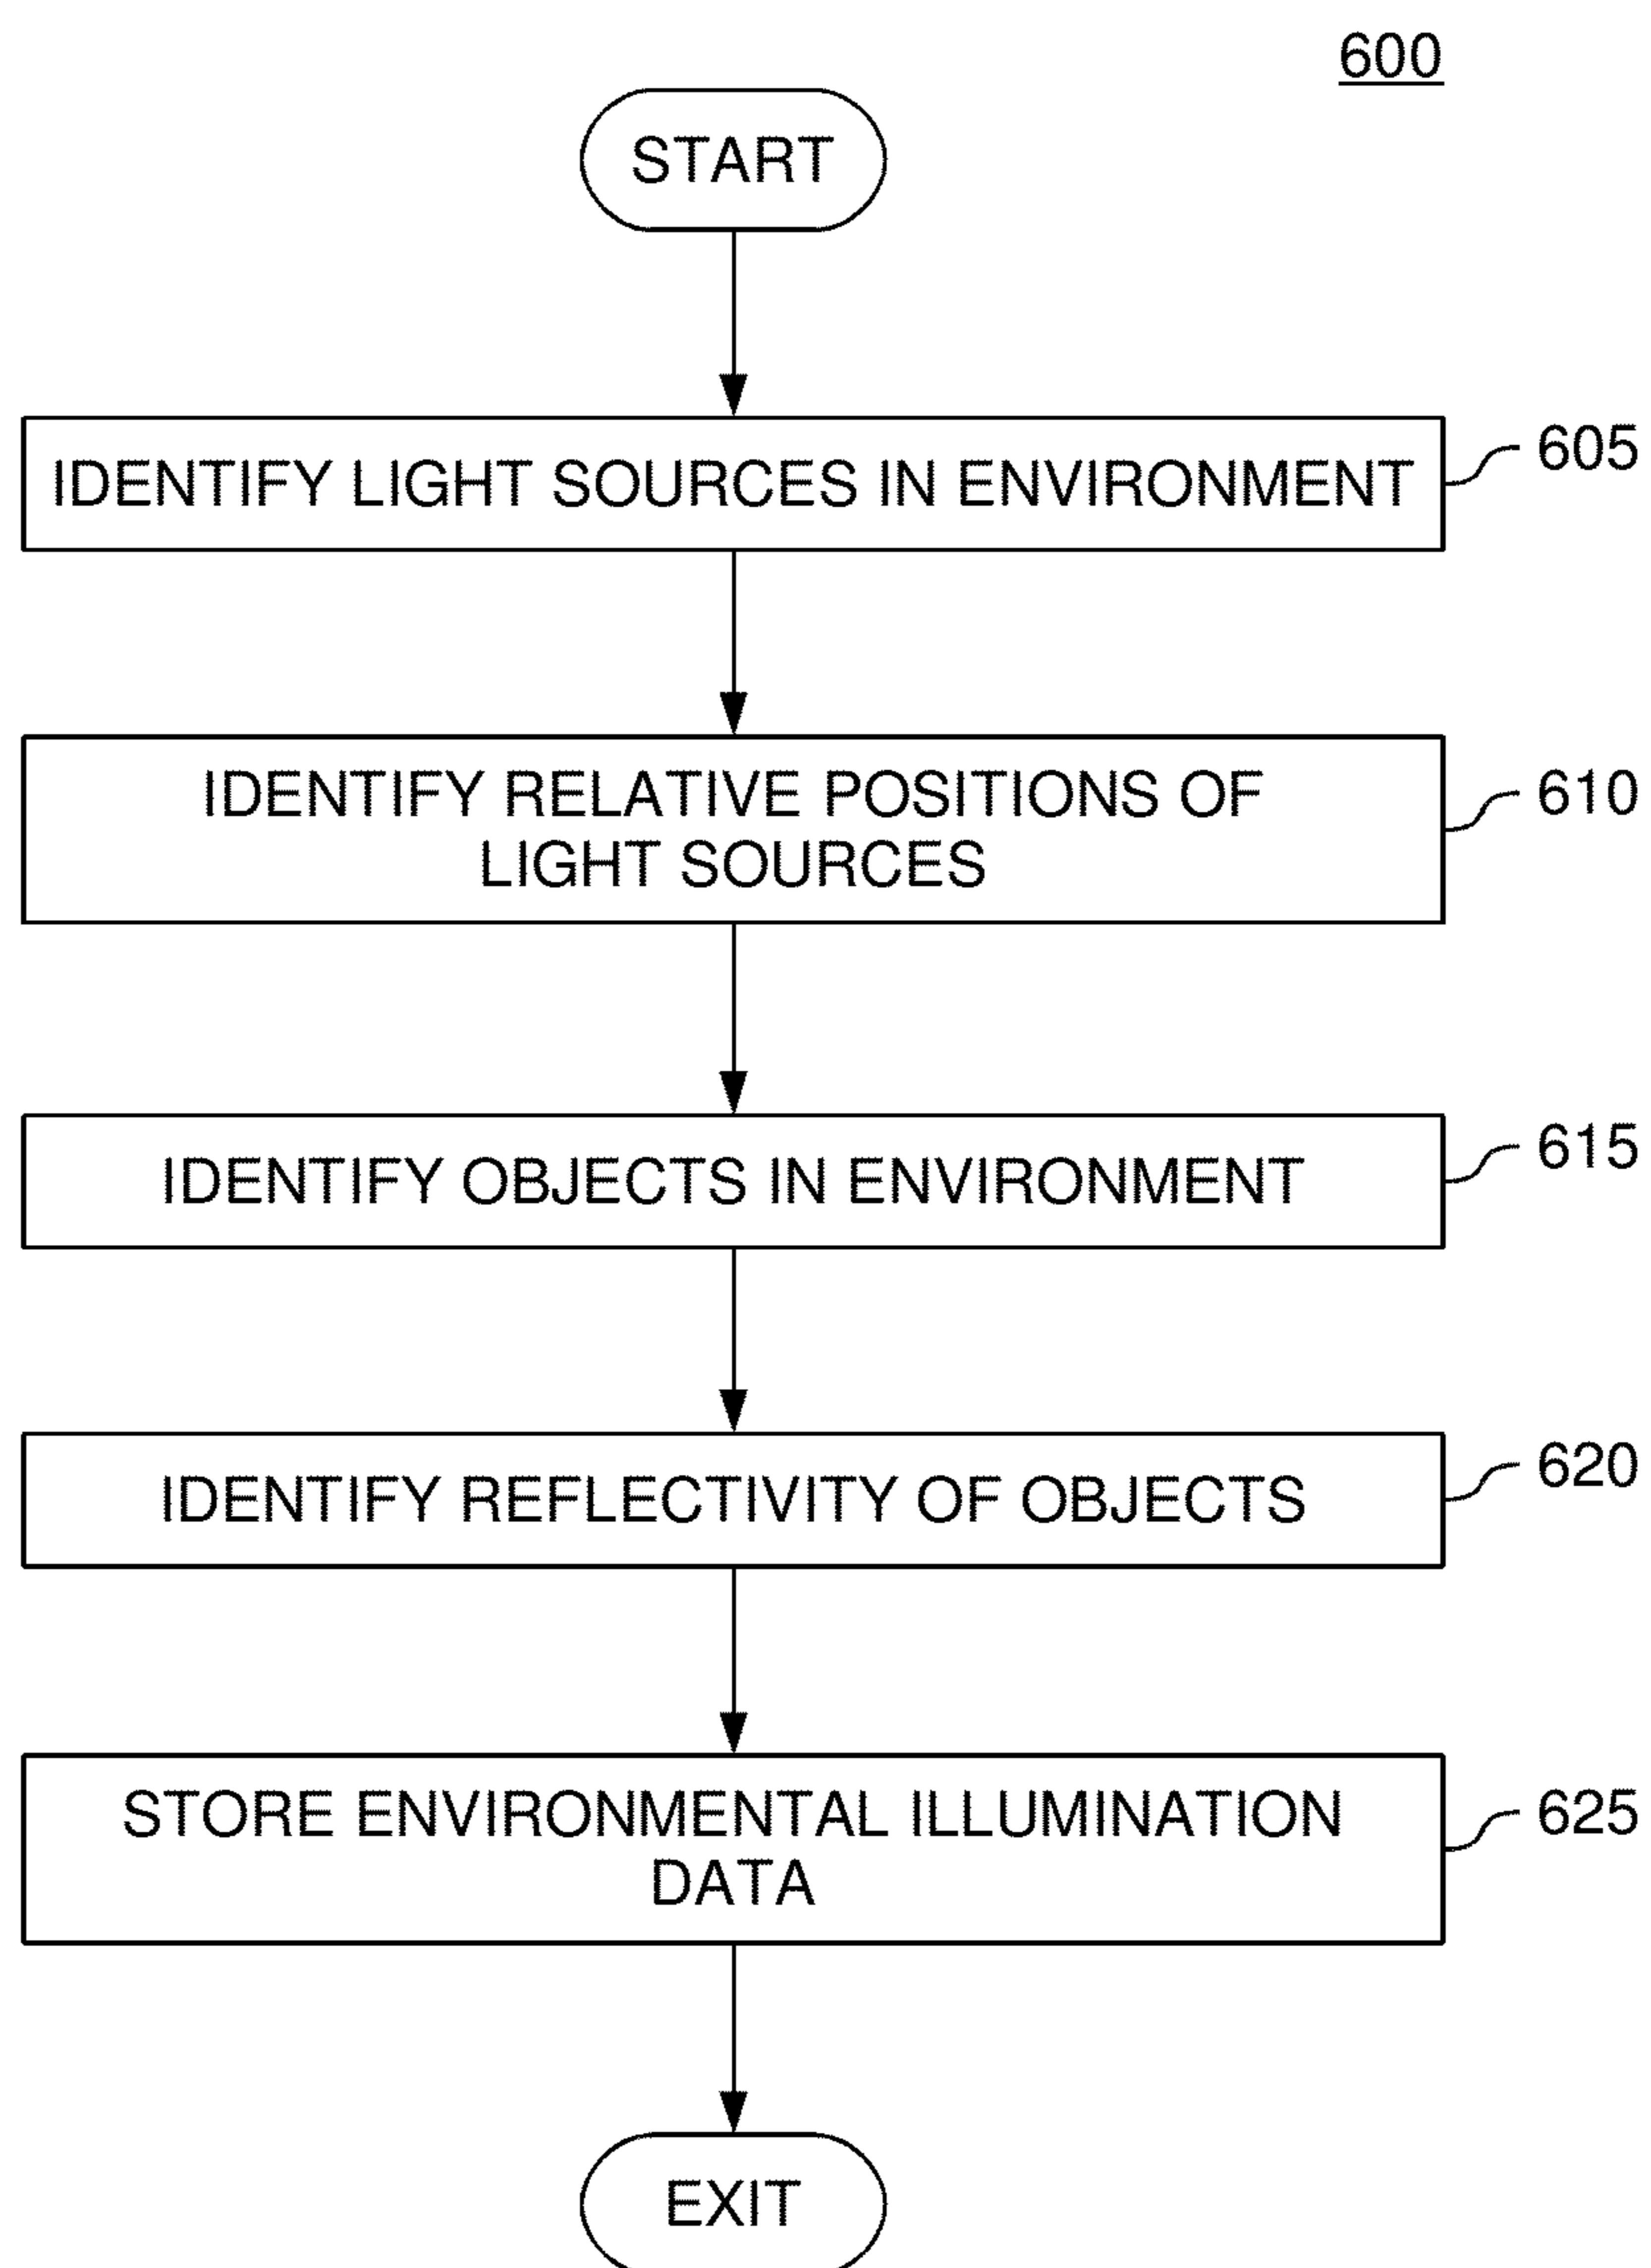 600
START
IDENTIFY LIGHT SOURCES IN ENVIRONMENT
605
IDENTIFY RELATIVE POSITIONS OF
LIGHT SOURCES
610
IDENTIFY OBJECTS IN ENVIRONMENT
615
IDENTIFY REFLECTIVITY OF OBJECTS
620
STORE ENVIRONMENTAL ILLUMINATION
DATA
625
EXIT